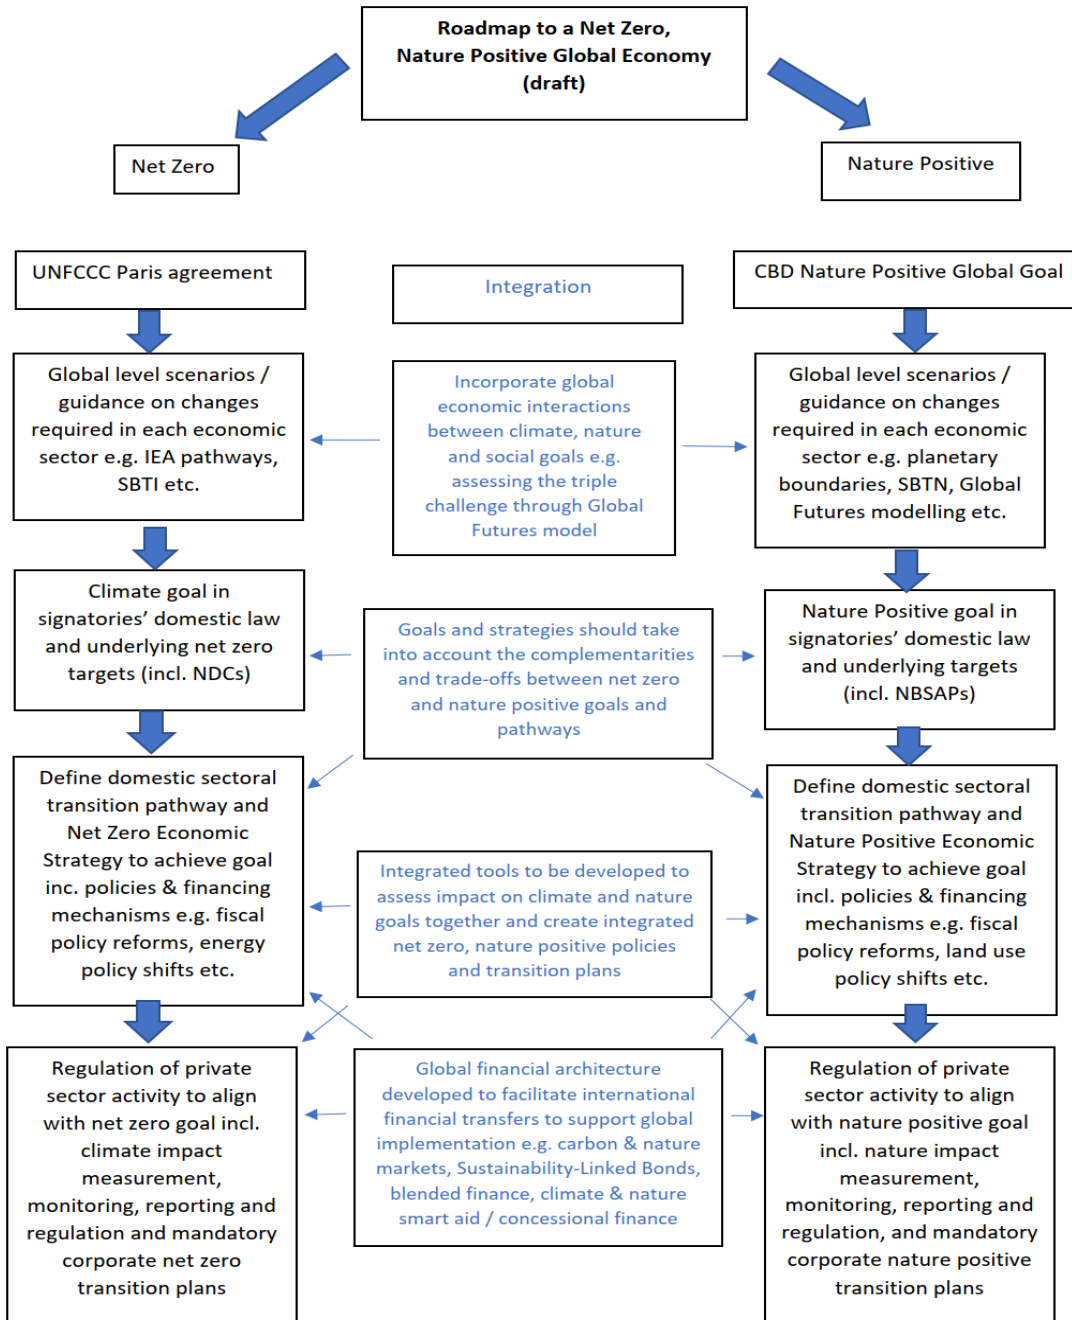 Roadmap to a Net Zero,
Nature Positive Global Economy
(draft)
Net Zero
Nature Positive
UNFCCC Paris agreement
Integration
CBD Nature Positive Global Goal
Global level scenarios /
guidance on changes
required in each economic
sector e.g. IEA pathways,
SBTI etc.
Incorporate global
economic interactions
between climate, nature
and social goals e.g.
assessing the triple
challenge through Global
Futures model
Global level scenarios /
guidance on changes
required in each economic
sector e.g. planetary
boundaries, SBTN, Global
Futures modelling etc.
Climate goal in
signatories’ domestic law
and underlying net zero
targets (incl. NDCs)
Goals and strategies should take
into account the complementarities
and trade-offs between net zero
and nature positive goals and
pathways
Nature Positive goal in
signatories’ domestic law
and underlying targets
(incl. NBSAPs)
Define domestic sectoral
transition pathway and
Net Zero Economic
Strategy to achieve goal
inc. policies & financing
mechanisms e.g. fiscal
policy reforms, energy
policy shifts etc.
Integrated tools to be developed to
assess impact on climate and nature
goals together and create integrated
net zero, nature positive policies
and transition plans
Define domestic sectoral
transition pathway and
Nature Positive Economic
Strategy to achieve goal
incl. policies & financing
mechanisms e.g. fiscal
policy reforms, land use
policy shifts etc.
Regulation of private
sector activity to align
with net zero goal incl.
climate impact
measurement,
monitoring, reporting and
regulation and mandatory
corporate net zero
transition plans
Global financial architecture
developed to facilitate international
financial transfers to support global
implementation e.g. carbon & nature
markets, Sustainability-Linked Bonds,
blended finance, climate & nature
smart aid / concessional finance
Regulation of private
sector activity to align
with nature positive goal
incl. nature impact
measurement,
monitoring, reporting and
regulation, and mandatory
corporate nature positive
transition plans